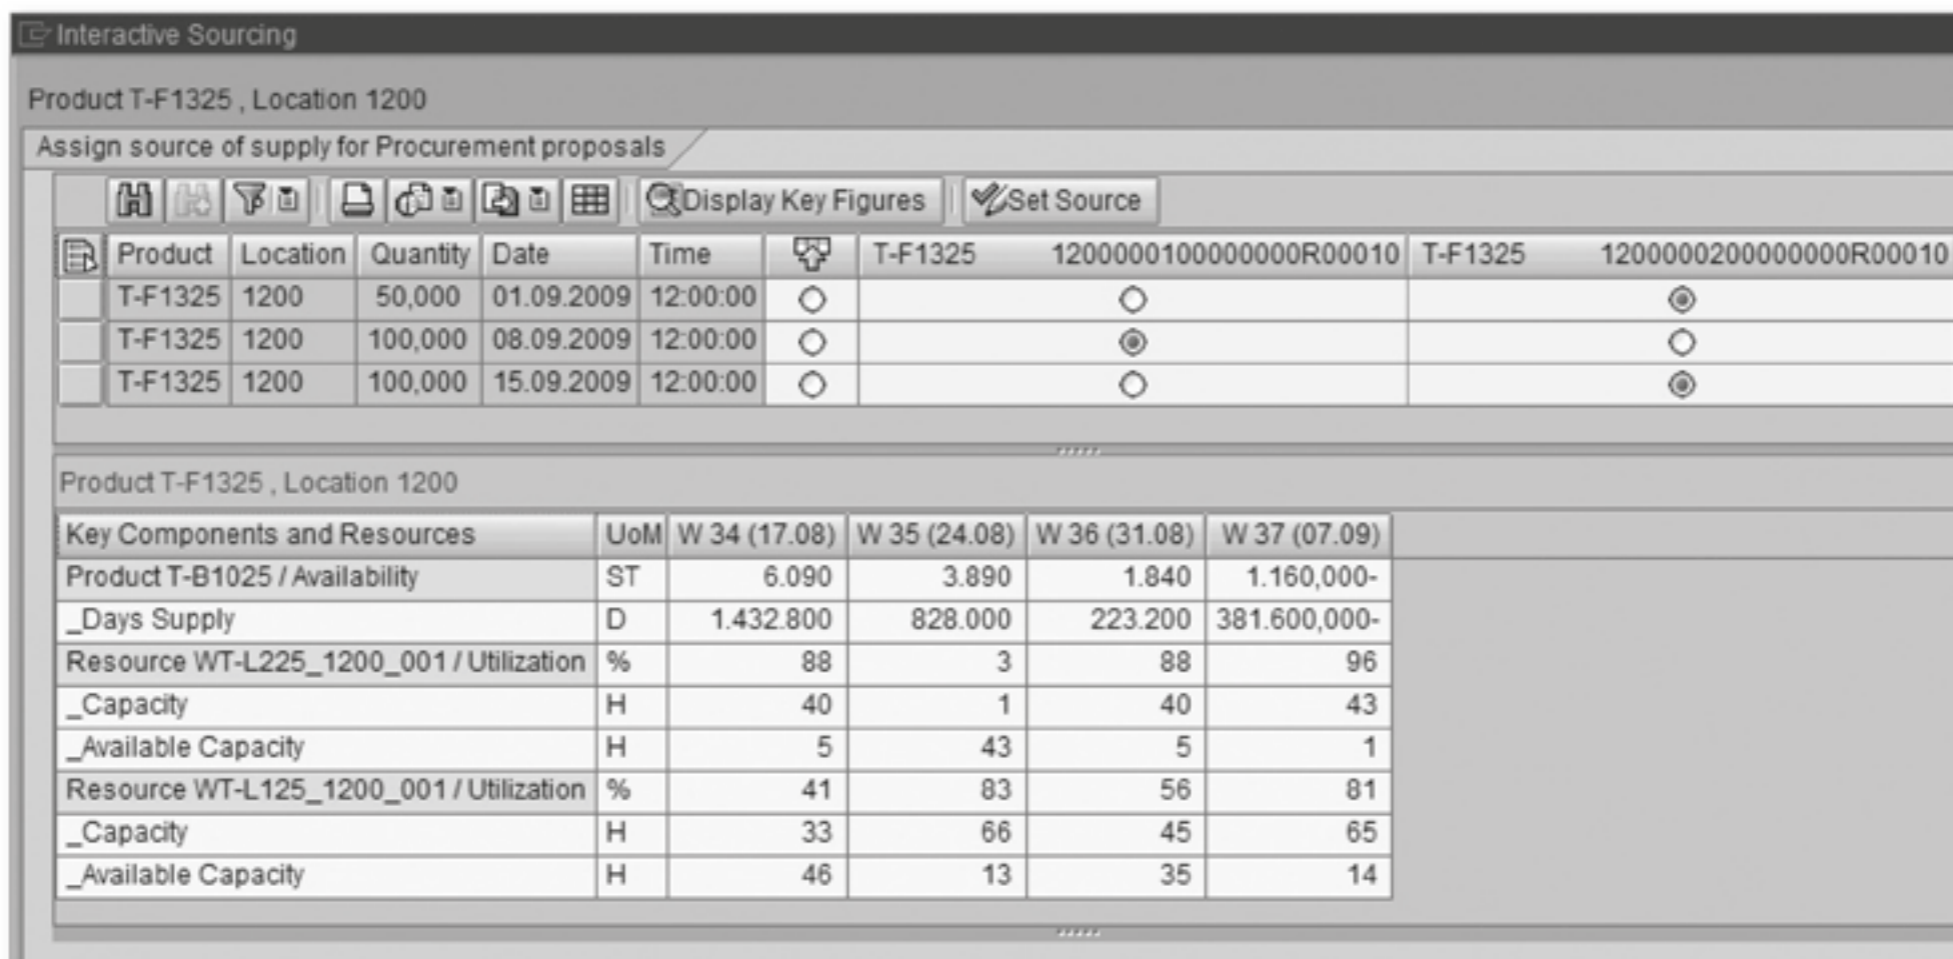 Interactive Sourcing
Product T-F1325 , Location 1200
Assign source of supply for Procurement proposals
Display Key Figures Set Source
Product Location Quantity Date Time T-F1325 1200000100000000R00010 T-F1325 1200000200000000R00010
T-F1325 1200 50,000 01.09.2009 12:00:00
T-F1325 1200 100,000 08.09.2009 12:00:00
T-F1325 1200 100,000 15.09.2009 12:00:00
Product T-F1325 , Location 1200
Key Components and Resources UoM W 34 (17.08) W 35 (24.08) W 36 (31.08) W 37 (07.09)
Product T-B1025 / Availability ST 6.090 3.890 1.840 1.160,000-
_Days Supply D 1.432.800 828.000 223.200 381.600,000-
Resource WT-L225_1200_001 / Utilization % 88 3 88 96
_Capacity H 40 1 40 43
_Available Capacity H 5 43 5 1
Resource WT-L125_1200_001 / Utilization % 41 83 56 81
_Capacity H 33 66 45 65
_Available Capacity H 46 13 35 14